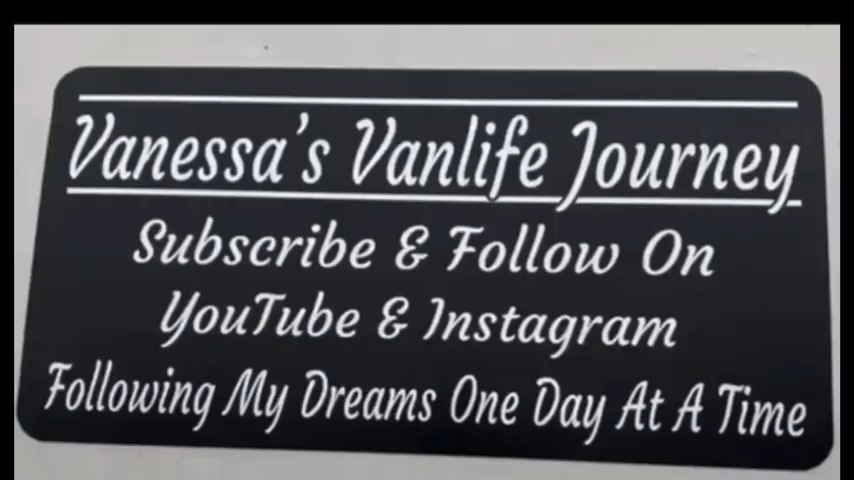 Vanessa's Vanlife Journey
Subscribe & Follow On
YouTube & Instagram
Following My Dreams One Day At A Time